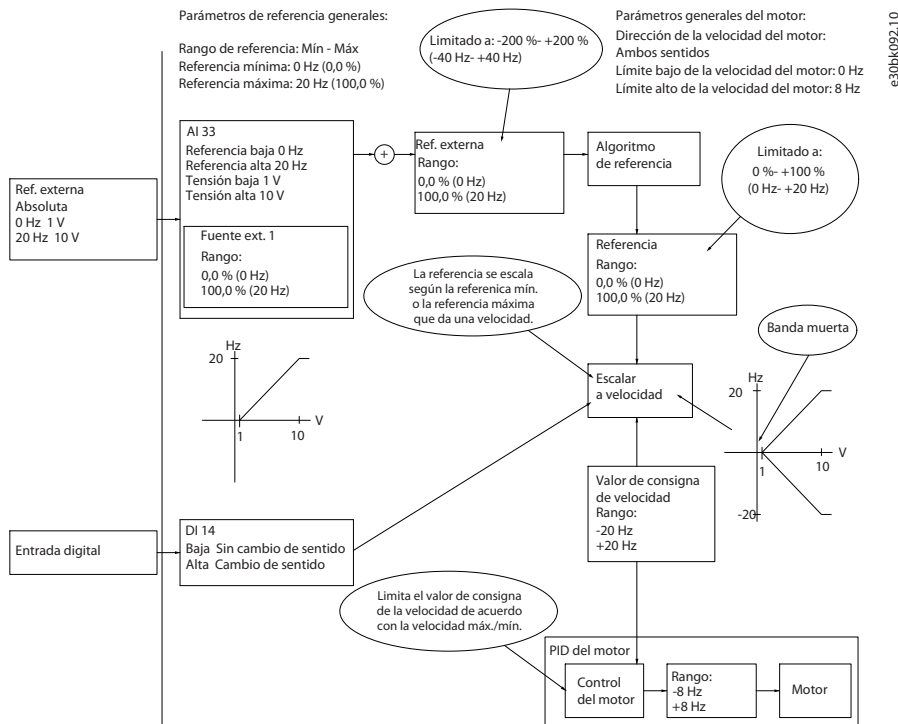 Parámetros de referencia generales:
Rango de referencia: Mín - Máx
Referencia mínima: 0 Hz (0,0 %)
Referencia máxima: 20 Hz (100,0 %)
Limitado a: -200 %- +200 %
(-40 Hz- +40 Hz)
Parámetros generales del motor:
Dirección de la velocidad del motor:
Ambos sentidos
Límite bajo de la velocidad del motor: 0 Hz
Límite alto de la velocidad del motor: 8 Hz
e30bk092.10
Ref. externa
Absoluta
0 Hz 1 V
20 Hz 10 V
AI 33
Referencia baja 0 Hz
Referencia alta 20 Hz
Tensión baja 1 V
Tensión alta 10 V
Fuente ext. 1
Rango:
0,0 % (0 Hz)
100,0 % (20 Hz)
+
Ref. externa
Rango:
0,0 % (0 Hz)
100,0 % (20 Hz)
Algoritmo
de referencia
Limitado a:
0 %- +100 %
(0 Hz- +20 Hz)
Referencia
Rango:
0,0 % (0 Hz)
100,0 % (20 Hz)
La referencia se escala
según la referenica mín.
o la referencia máxima
que da una velocidad.
Banda muerta
Hz
20
V
1
10
Escalar
a velocidad
Hz
20
V
1
10
-20
Valor de consigna
de velocidad
Rango:
-20 Hz
+20 Hz
Entrada digital
DI 14
Baja Sin cambio de sentido
Alta Cambio de sentido
Limita el valor de consigna
de la velocidad de acuerdo
con la velocidad máx./mín.
PID del motor
Control
del motor
Rango:
-8 Hz
+8 Hz
Motor